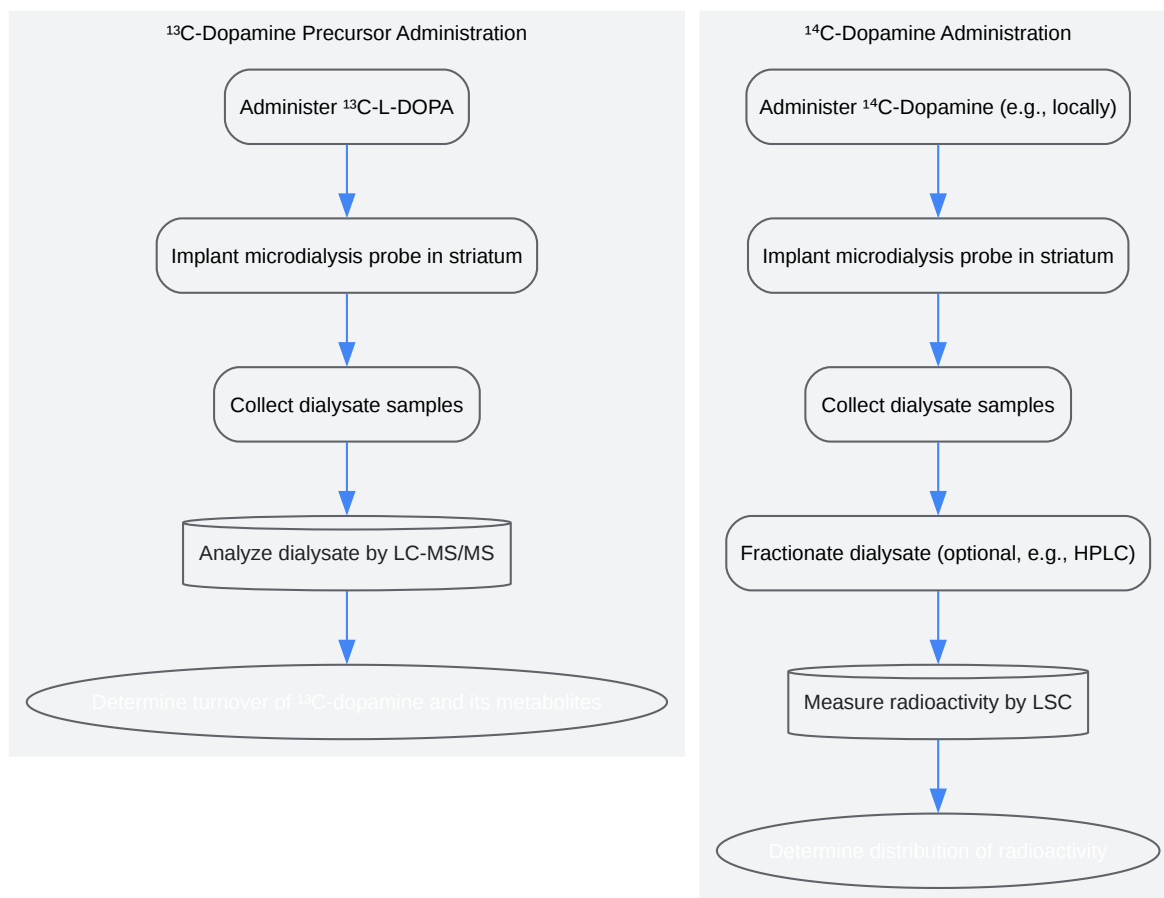 ¹³C-Dopamine Precursor Administration
Administer ¹³C-L-DOPA
Implant microdialysis probe in striatum
Collect dialysate samples
Analyze dialysate by LC-MS/MS
Determine turnover of ¹³C-dopamine and its metabolites
¹⁴C-Dopamine Administration
Administer ¹⁴C-Dopamine (e.g., locally)
Implant microdialysis probe in striatum
Collect dialysate samples
Fractionate dialysate (optional, e.g., HPLC)
Measure radioactivity by LSC
Determine distribution of radioactivity